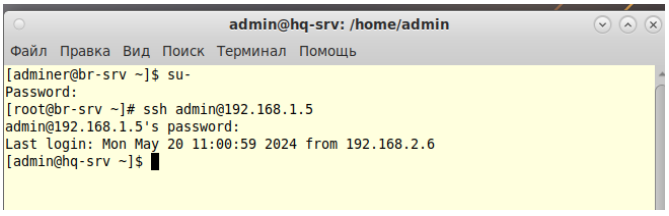 admin@hq-srv: /home/admin
Файл Правка Вид Поиск Терминал Помощь
[adminer@br-srv ~]$ su-
Password:
[root@br-srv ~]# ssh admin@192.168.1.5
admin@192.168.1.5's password:
Last login: Mon May 20 11:00:59 2024 from 192.168.2.6
[admin@hq-srv ~]$